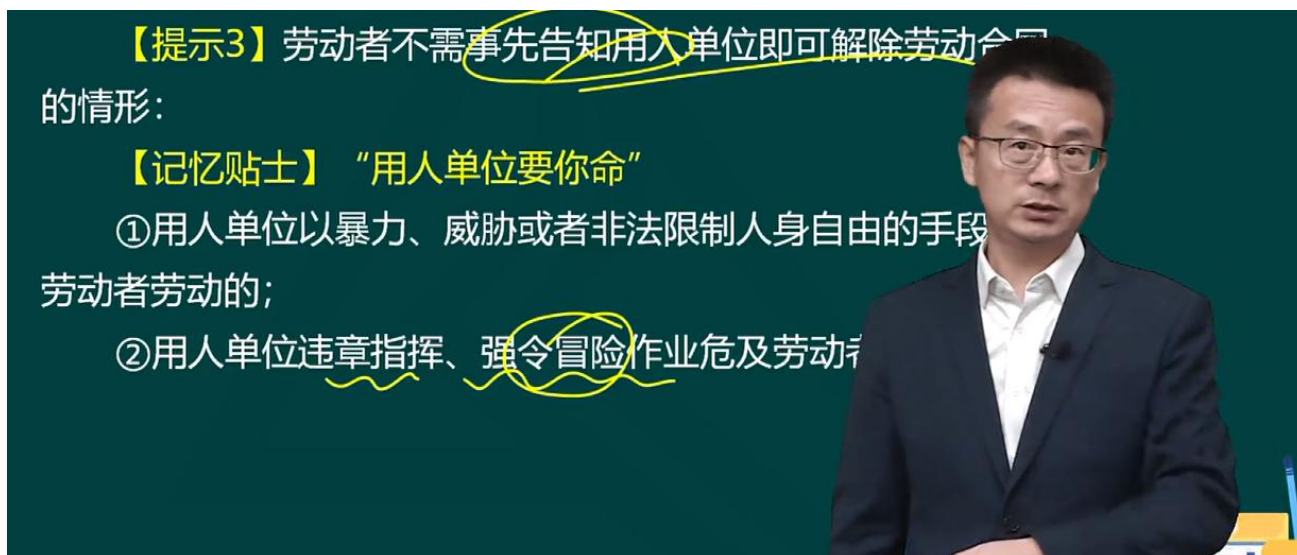 【提示3】劳动者不需事先告知用人单位即可解除劳动合同
的情形：
【记忆贴士】“用人单位要你命”
①用人单位以暴力、威胁或者非法限制人身自由的手段
劳动者劳动的；
②用人单位违章指挥、强令冒险作业危及劳动者